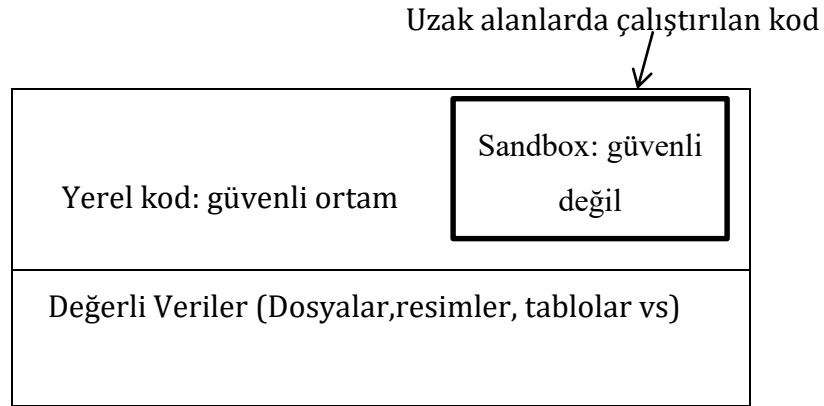 Uzak alanlarda çalıştırılan kod
Sandbox: güvenli
değil
Yerel kod: güvenli ortam
Değerli Veriler (Dosyalar,resimler, tablolar vs)